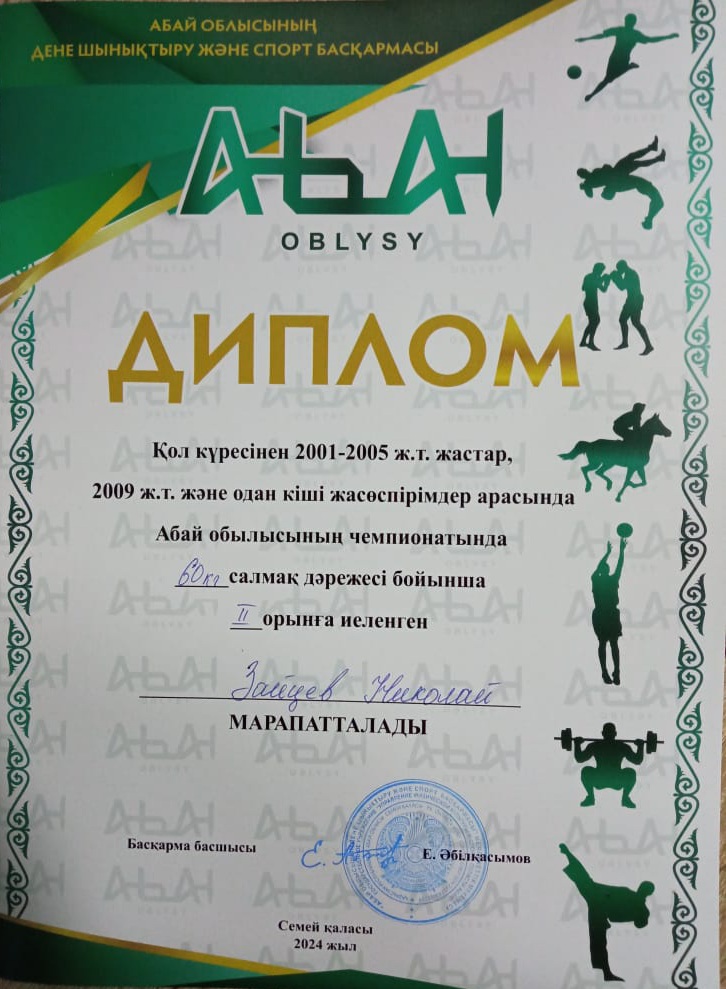 АБАЙ ОБЛЫСЫНЫҢ
ДЕНЕ ШЫНЫҚТЫРУ ЖӘНЕ СПОРТ БАСҚАРМАСЫ
АБАЙ
OBLYSY
ДИПЛОМ
Қол күресінен 2001-2005 ж.т. жастар,
2009 ж.т. және одан кіші жасөспірімдер арасында
Абай обылысының чемпионатында
60кг салмақ дәрежесі бойынша
II орынға иеленген
Зайцев Николай
МАРАПАТТАЛАДЫ
Басқарма басшысы
Е. Әбілқасымов
Семей қаласы
2024 жыл